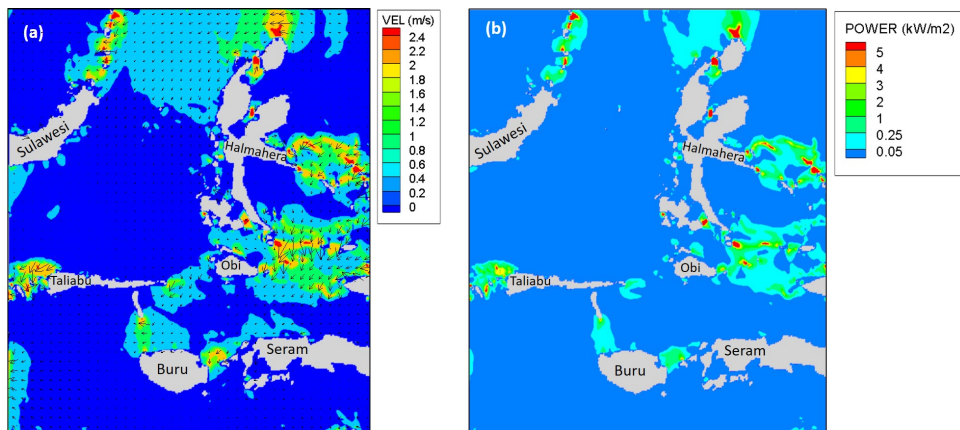 (a)
VEL (m/s)
2.4
2
1.8
1.6
1.4
1.2
1
0.8
0.6
0.4
0.2
0
Sulawesi
Halmahera
Obi
Taliabu
Buru
Seram
(b)
POWER (kW/m2)
5
4
3
2
1
0.25
0.05
Sulawesi
Halmahera
Obi
Taliabu
Buru
Seram